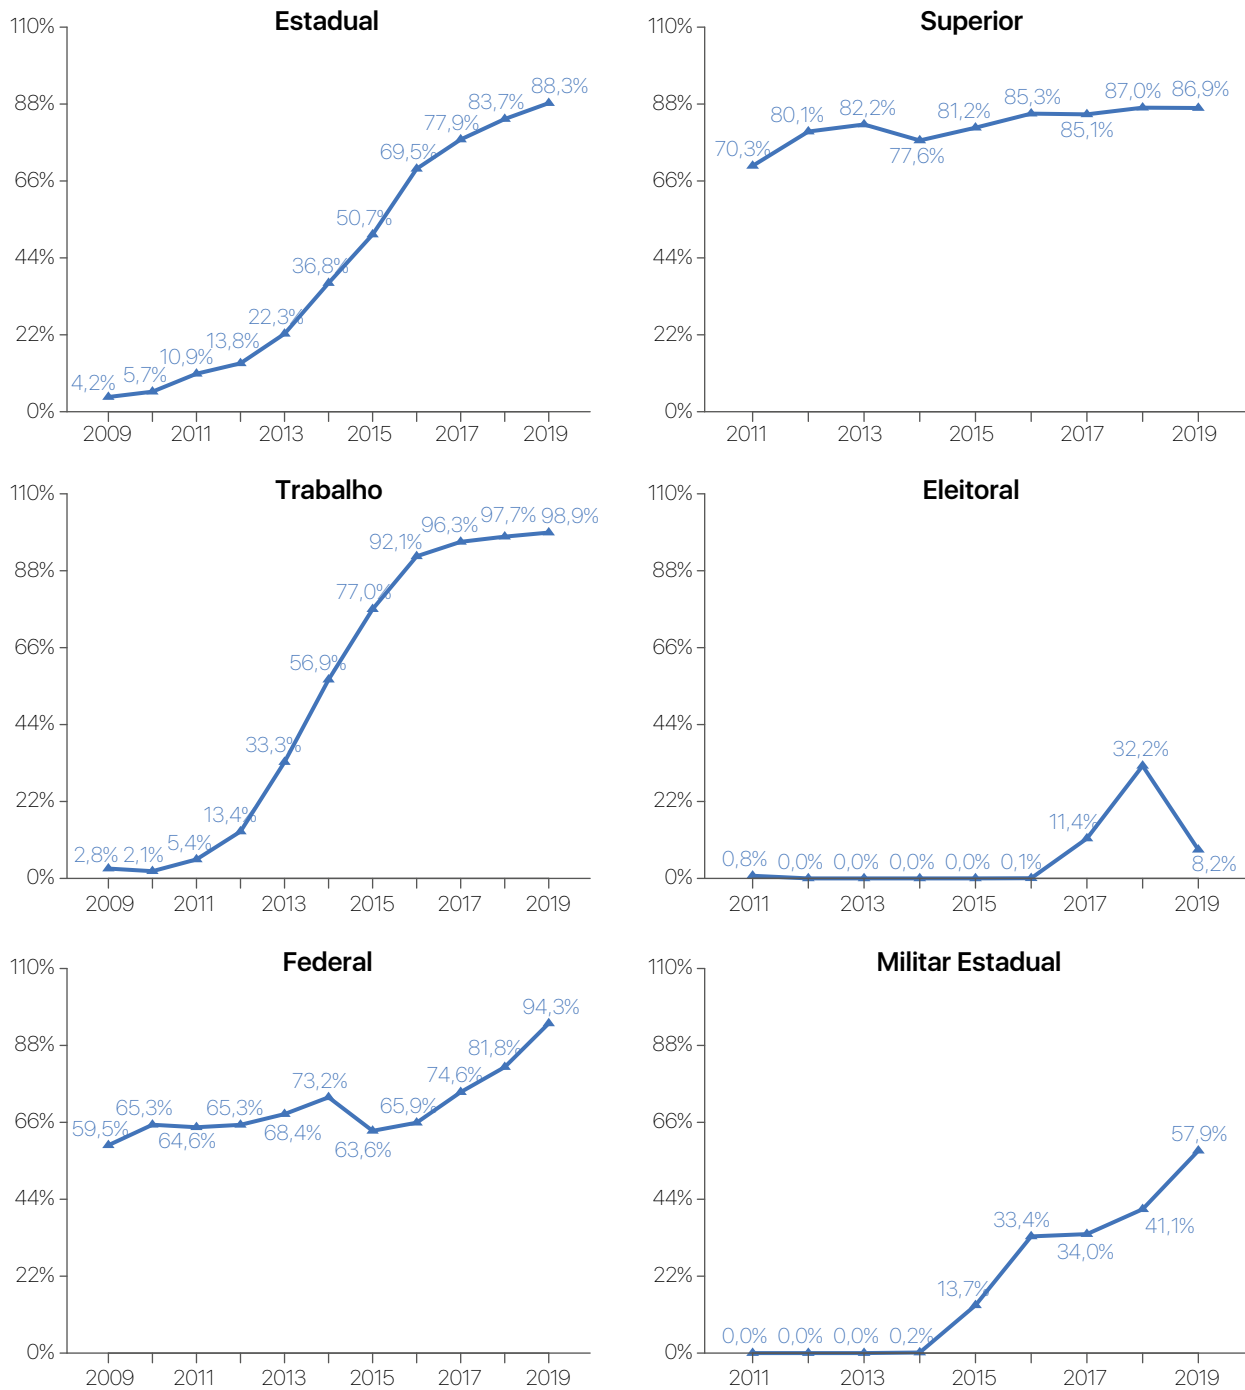 Estadual
110%
88%
66%
44%
22%
0%
4,2% 5,7% 10,9% 13,8% 22,3% 36,8% 50,7% 69,5% 77,9% 83,7% 88,3%
2009 2011 2013 2015 2017 2019
Superior
110%
88%
66%
44%
22%
0%
70,3% 80,1% 82,2% 77,6% 81,2% 85,3% 85,1% 87,0% 86,9%
2011 2013 2015 2017 2019
Trabalho
110%
88%
66%
44%
22%
0%
2,8% 2,1% 5,4% 13,4% 33,3% 56,9% 77,0% 92,1% 96,3% 97,7% 98,9%
2009 2011 2013 2015 2017 2019
Eleitoral
110%
88%
66%
44%
22%
0%
0,8% 0,0% 0,0% 0,0% 0,0% 0,1% 11,4% 32,2% 8,2%
2011 2013 2015 2017 2019
Federal
110%
88%
66%
44%
22%
0%
59,5% 65,3% 64,6% 65,3% 68,4% 73,2% 63,6% 65,9% 74,6% 81,8% 94,3%
2009 2011 2013 2015 2017 2019
Militar Estadual
110%
88%
66%
44%
22%
0%
0,0% 0,0% 0,0% 0,2% 13,7% 33,4% 34,0% 41,1% 57,9%
2011 2013 2015 2017 2019